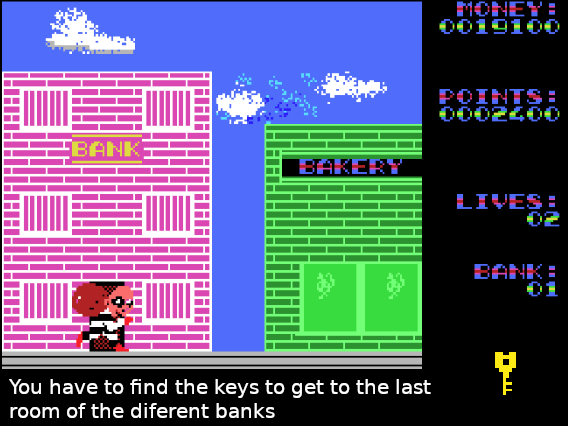 MONEY:
00019100
POINTS:
0002400
BANK
BAKERY
LIVES:
02
BANK:
01
You have to find the keys to get to the last
room of the diferent banks